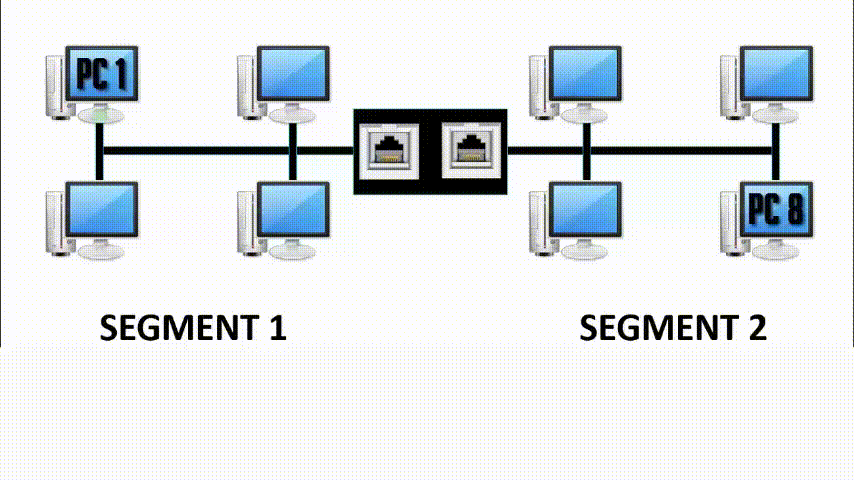 PC 1
PC 8
SEGMENT 1
SEGMENT 2